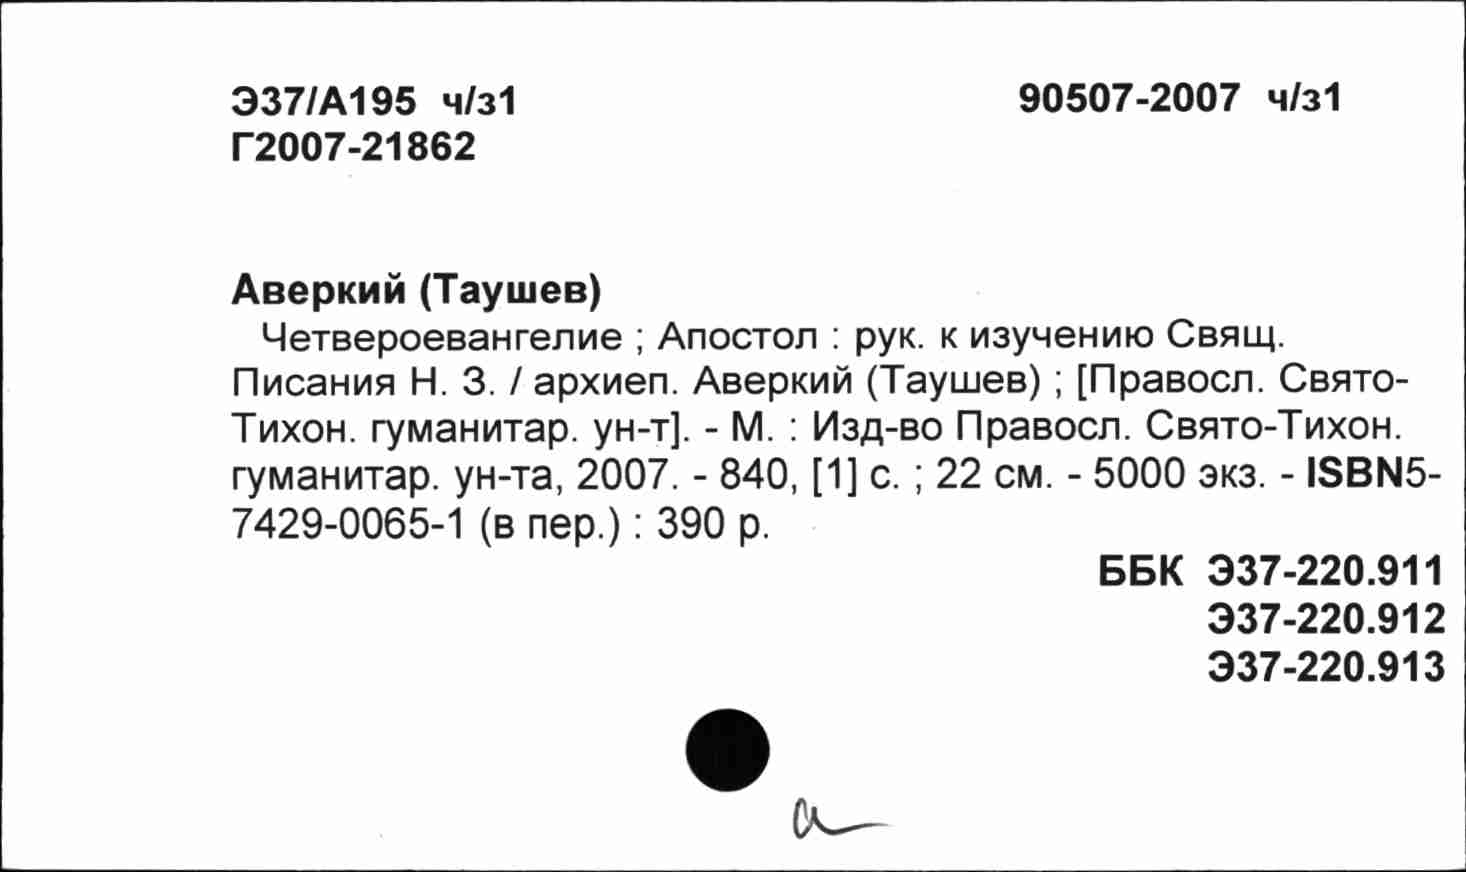 Э37/А195 ч/з1 90507-2007 ч/з1
Г2007-21862
Аверкий (Таушев)
Четвероевангелие ; Апостол : рук. к изучению Свящ.
Писания Н. З. / архиеп. Аверкий (Таушев) ; [Правосл. Свято-
Тихон. гуманитар. ун-т]. - М. : Изд-во Правосл. Свято-Тихон.
гуманитар. ун-та, 2007. - 840, [1] с. ; 22 см. - 5000 экз. - ISBN5-
7429-0065-1 (в пер.) : 390 р.
ББК Э37-220.911
Э37-220.912
Э37-220.913
а